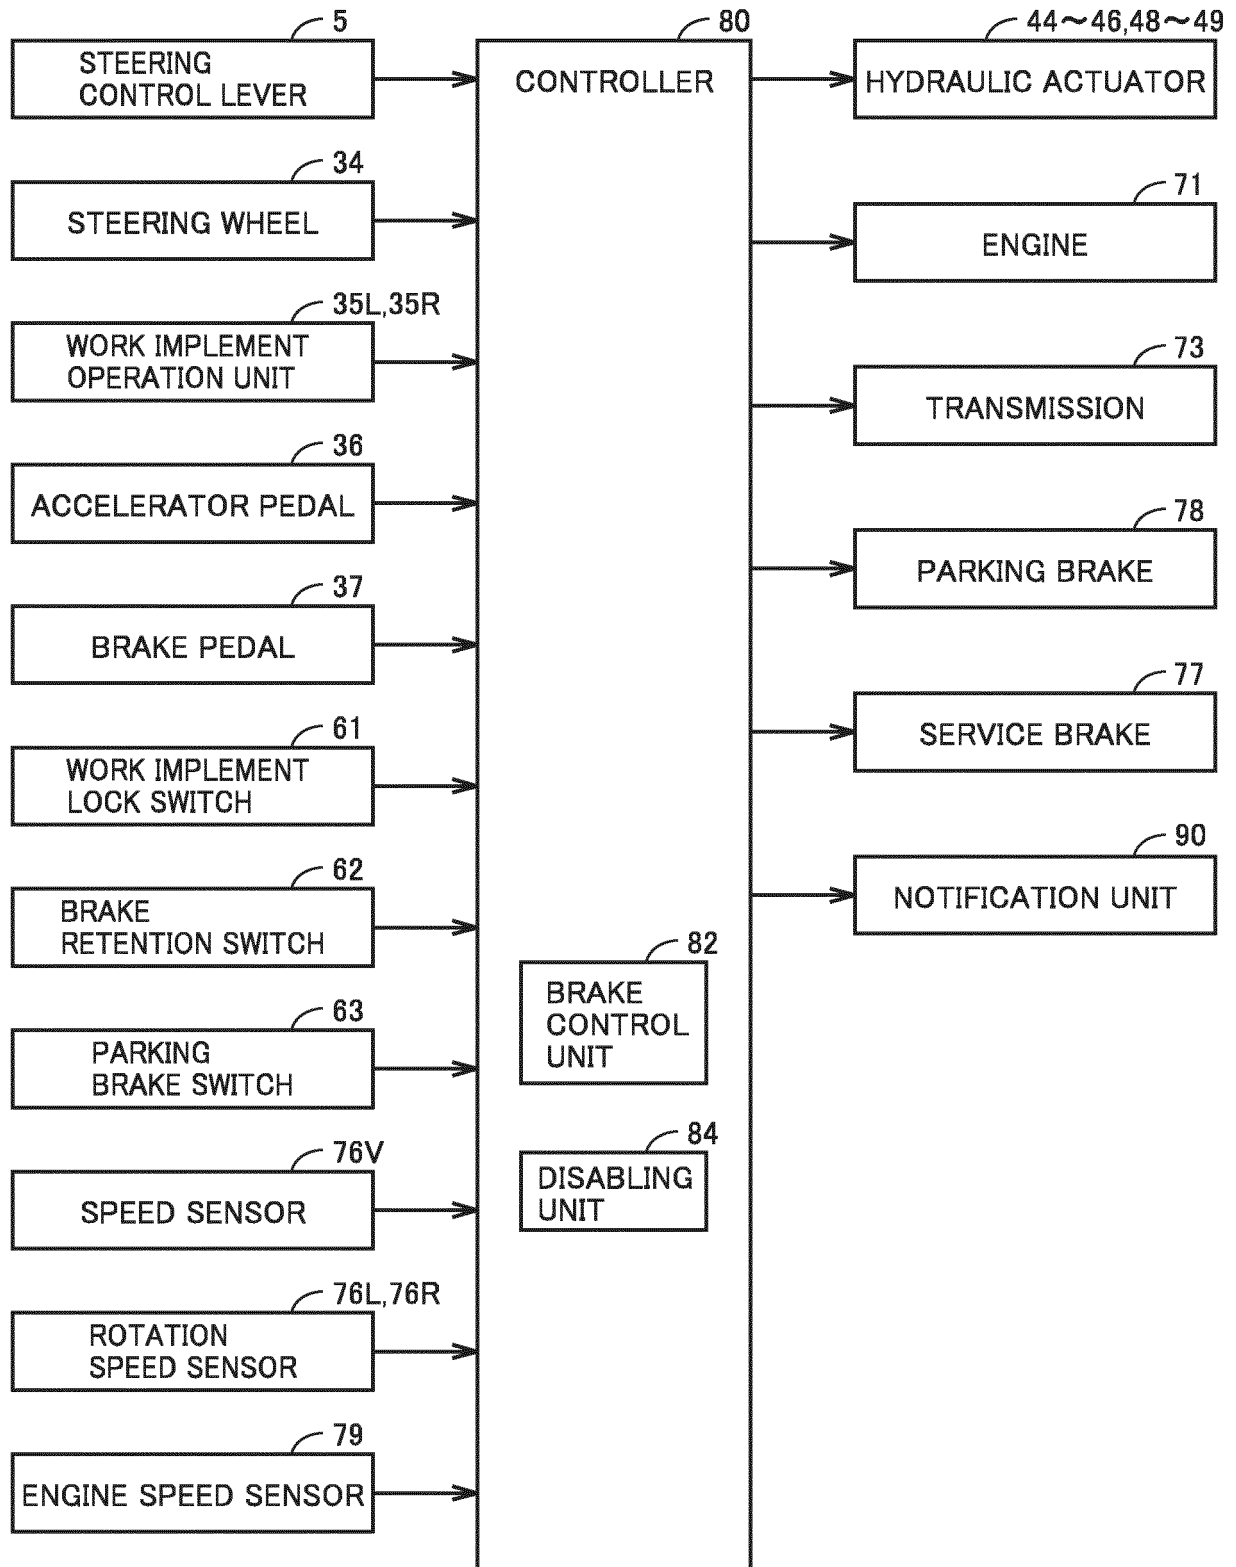 5
STEERING
CONTROL LEVER
34
STEERING WHEEL
35L,35R
WORK IMPLEMENT
OPERATION UNIT
36
ACCELERATOR PEDAL
37
BRAKE PEDAL
61
WORK IMPLEMENT
LOCK SWITCH
62
BRAKE
RETENTION SWITCH
63
PARKING
BRAKE SWITCH
76V
SPEED SENSOR
76L,76R
ROTATION
SPEED SENSOR
79
ENGINE SPEED SENSOR
80
CONTROLLER
82
BRAKE
CONTROL
UNIT
84
DISABLING
UNIT
44～46,48～49
HYDRAULIC ACTUATOR
71
ENGINE
73
TRANSMISSION
78
PARKING BRAKE
77
SERVICE BRAKE
90
NOTIFICATION UNIT